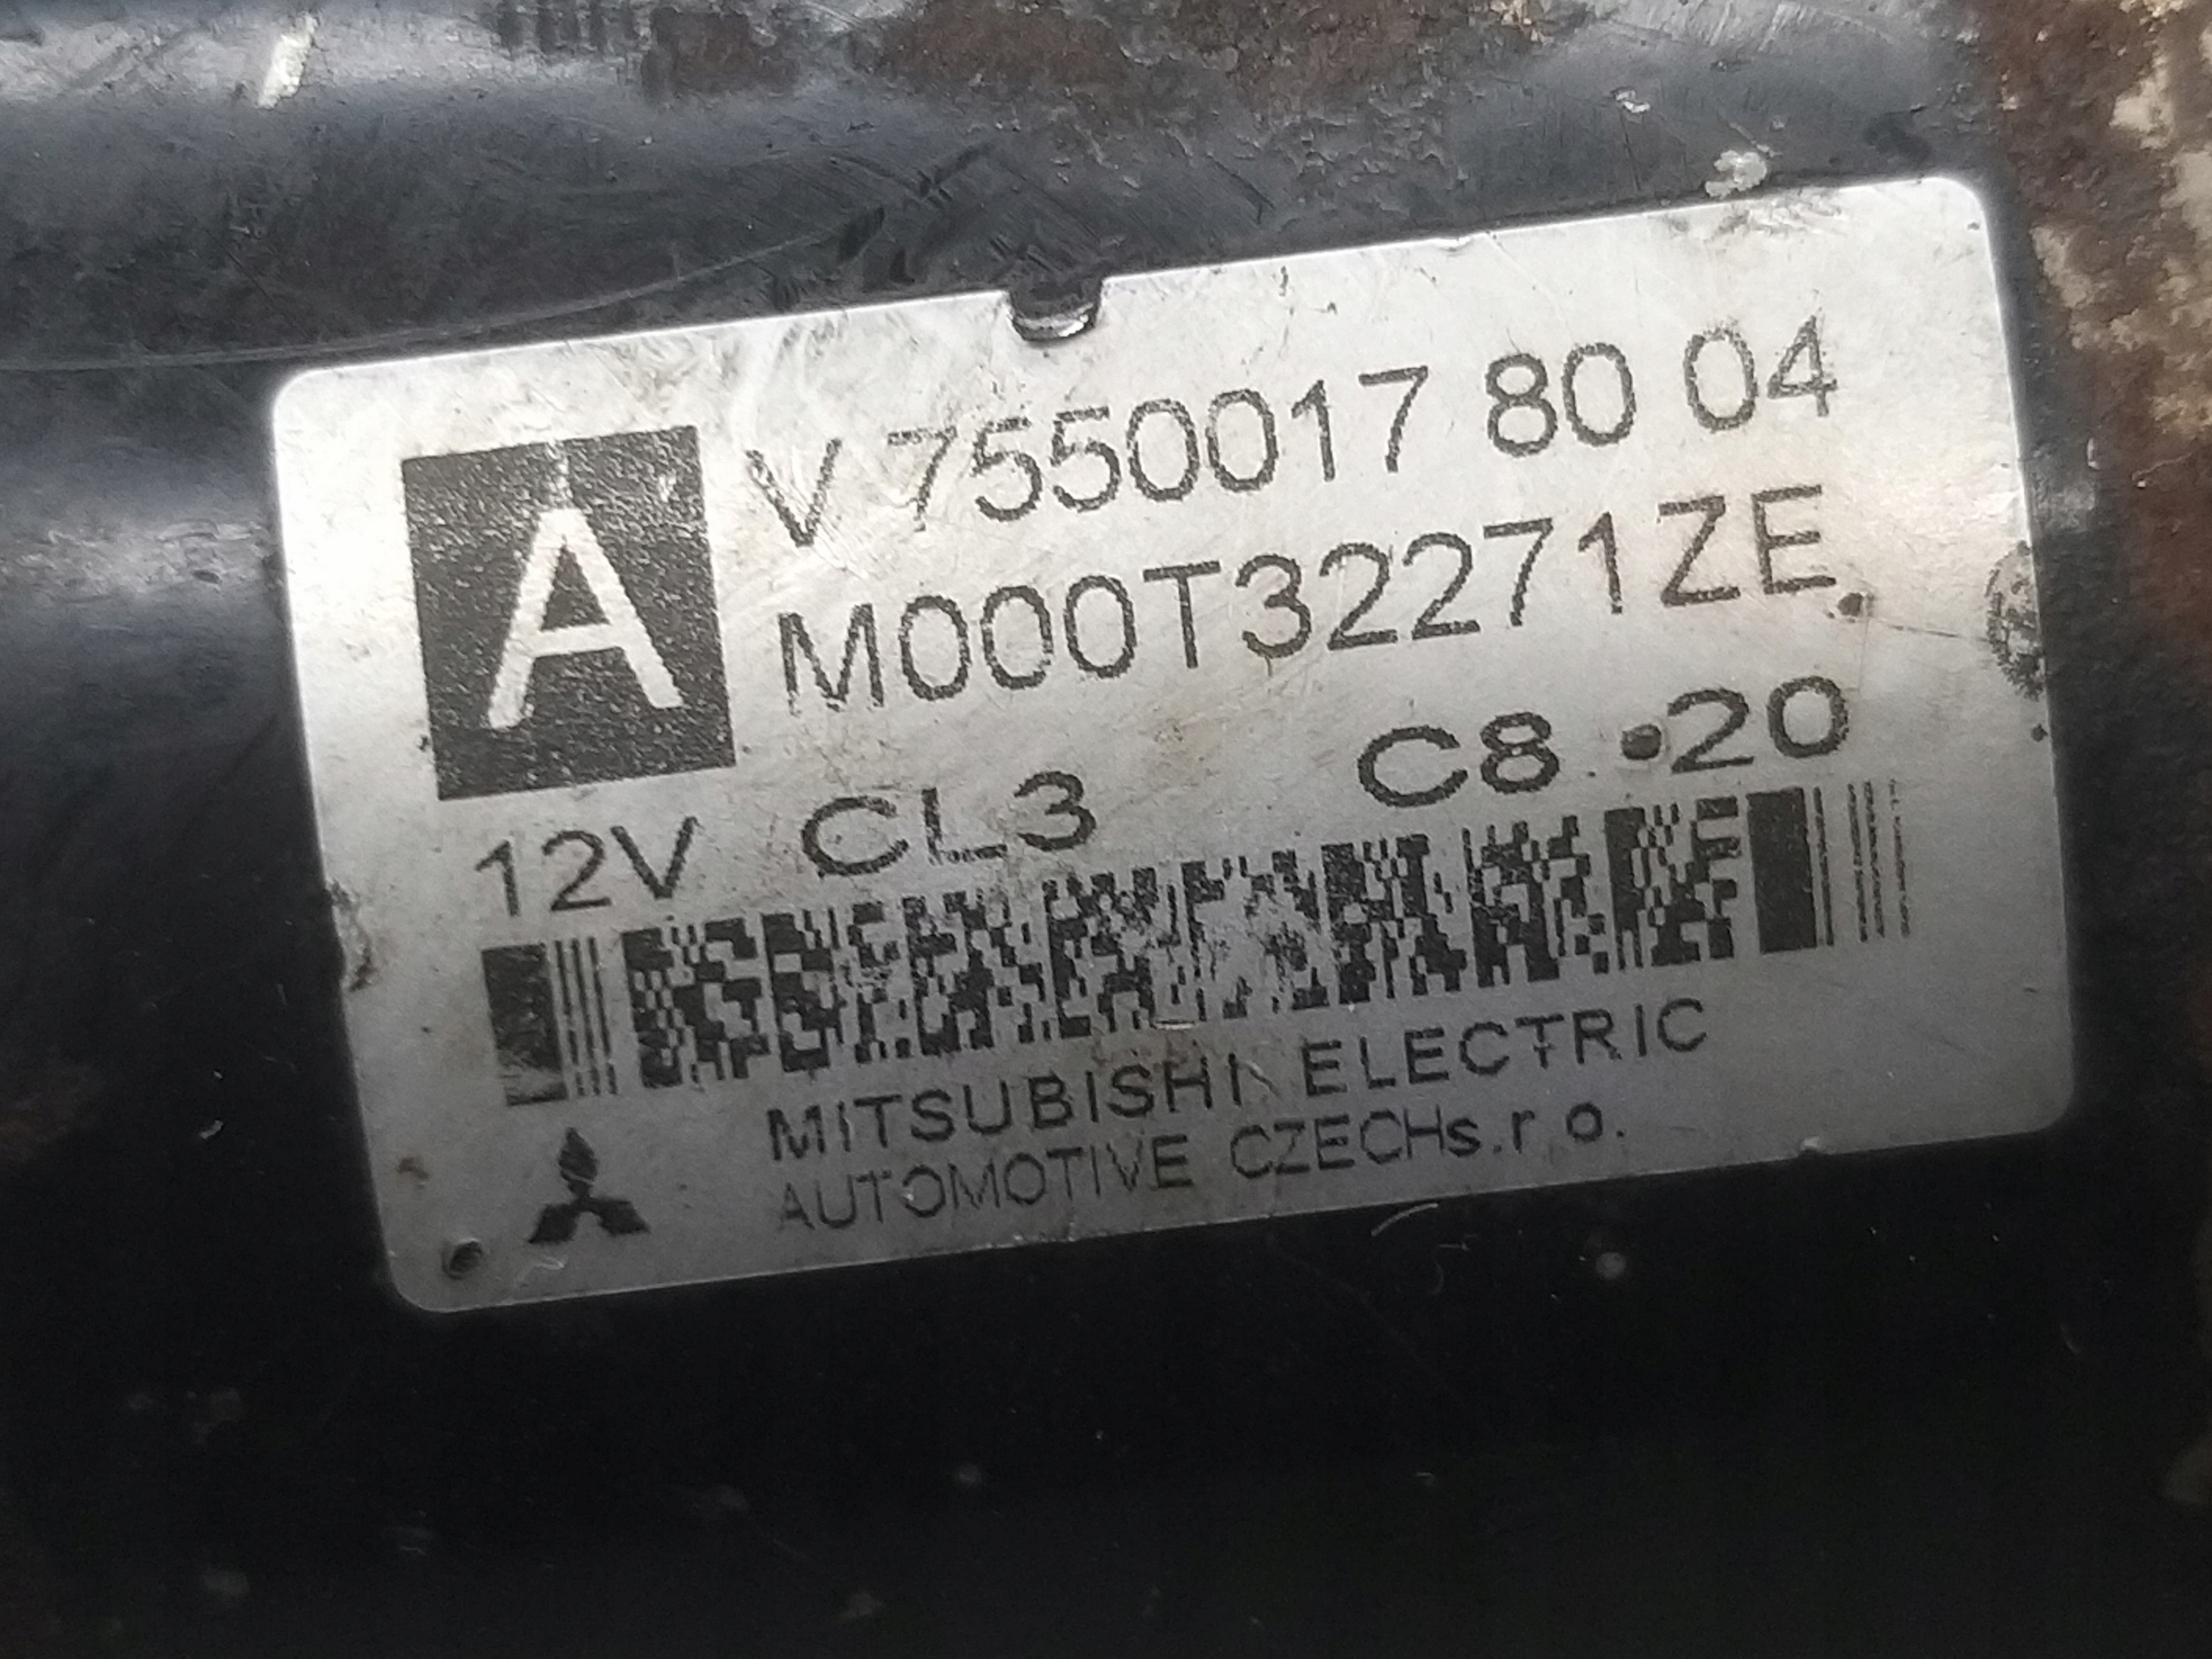 A
V 7550017 80 04
M000T32271ZE
12V CL3 C8 20
MITSUBISHI ELECTRIC
AUTOMOTIVE CZECHs.r o.